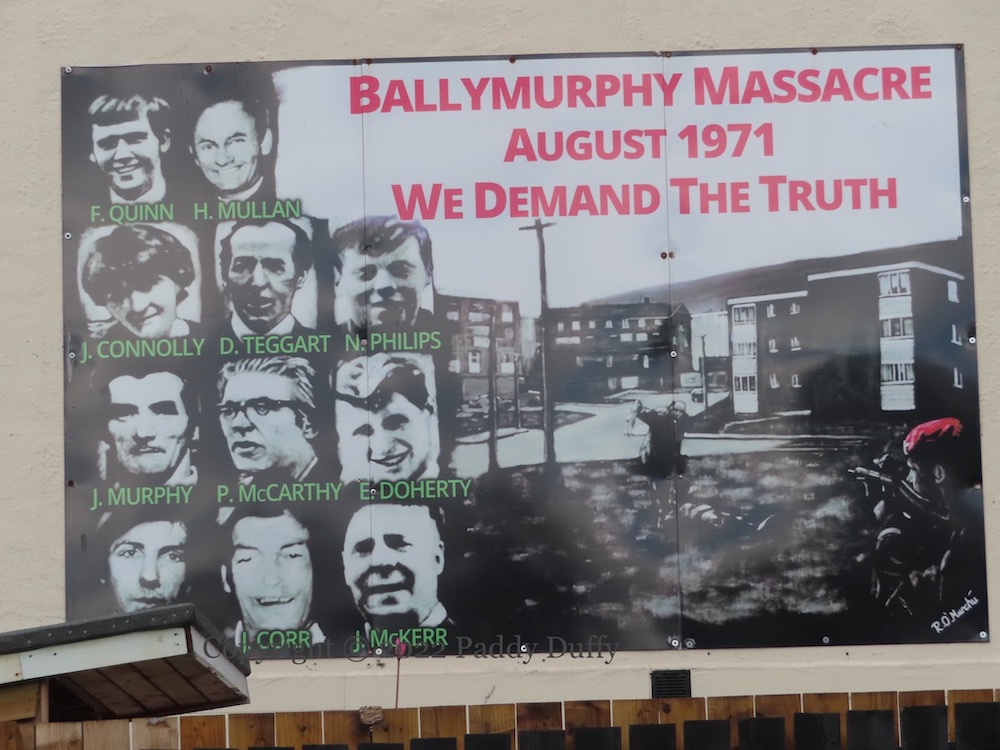 BALLYMURPHY MASSACRE
AUGUST 1971
WE DEMAND THE TRUTH
F. QUINN H. MULLAN
J. CONNOLLY D. TEGGART N. PHILIPS
J. MURPHY P. McCARTHY E. DOHERTY
J. CORR J. McKERR
R.Ó'Murchú
Copyright © 2022 Paddy Duffy